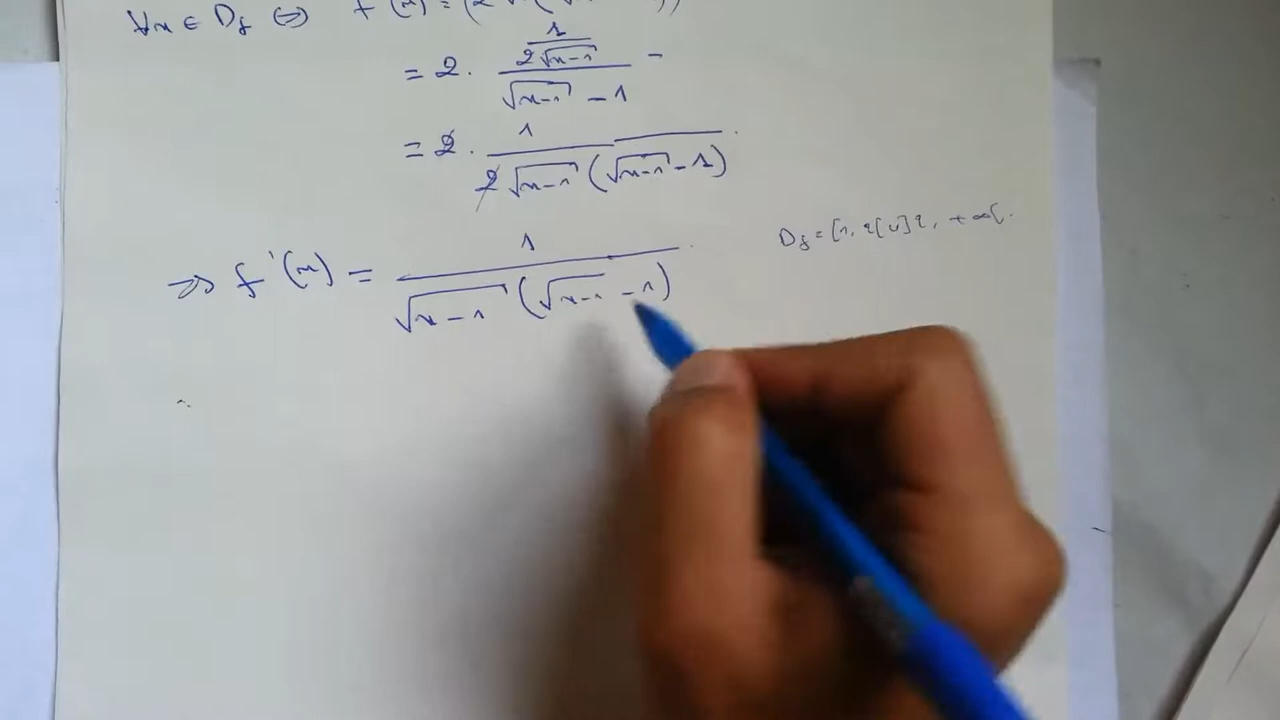 ∀x ∈ D_f ⟺ f'(x) = (2
= 2 · (1/(2√(x-1)))/(√(x-1) - 1)
= 2 · 1/(2√(x-1) (√(x-1) - 1))
D_f = [1, 2[ ∪ ]2, +∞[.
⇒ f'(x) = 1/(√(x-1) (√(x-1) - 1))